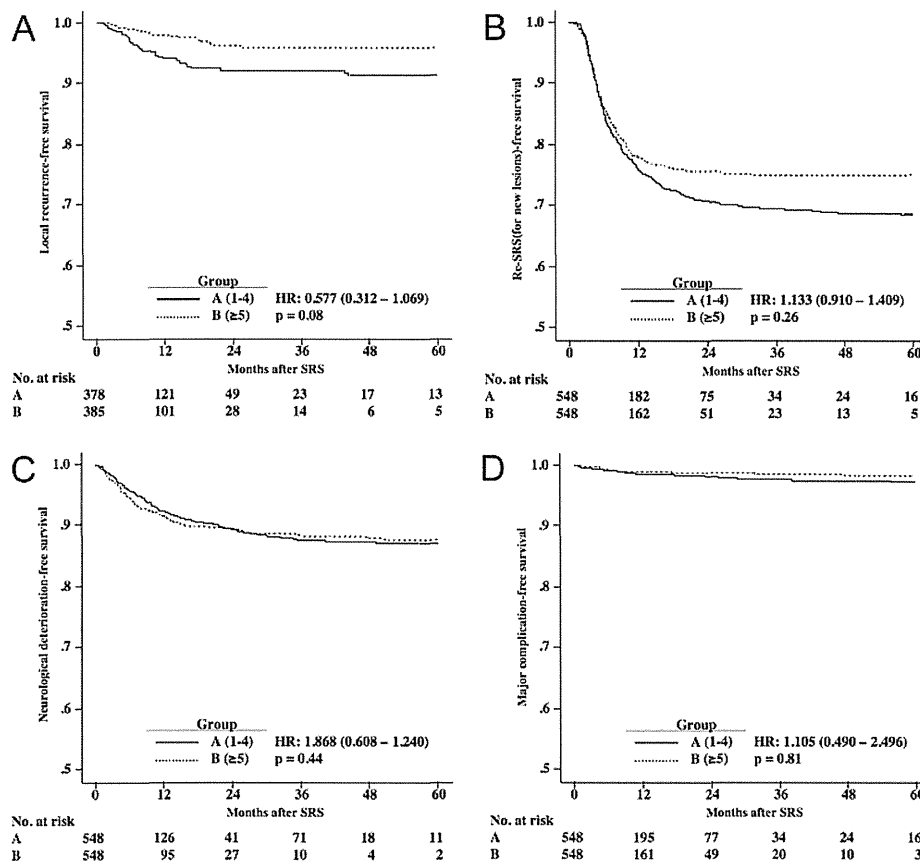 A
Local recurrence-free survival
1.0
.9
.8
.7
.6
.5
Group
A (1-4) HR: 0.577 (0.312 – 1.069)
B (≥5) p = 0.08
0 12 24 36 48 60
Months after SRS
No. at risk
A 378 121 49 23 17 13
B 385 101 28 14 6 5
B
Re-SRS(for new lesions)-free survival
1.0
.9
.8
.7
.6
.5
Group
A (1-4) HR: 1.133 (0.910 – 1.409)
B (≥5) p = 0.26
0 12 24 36 48 60
Months after SRS
No. at risk
A 548 182 75 34 24 16
B 548 162 51 23 13 5
C
Neurological deterioration-free survival
1.0
.9
.8
.7
.6
.5
Group
A (1-4) HR: 1.868 (0.608 – 1.240)
B (≥5) p = 0.44
0 12 24 36 48 60
Months after SRS
No. at risk
A 548 126 41 71 18 11
B 548 95 27 10 4 2
D
Major complication-free survival
1.0
.9
.8
.7
.6
.5
Group
A (1-4) HR: 1.105 (0.490 – 2.496)
B (≥5) p = 0.81
0 12 24 36 48 60
Months after SRS
No. at risk
A 548 195 77 34 24 16
B 548 161 49 20 10 3